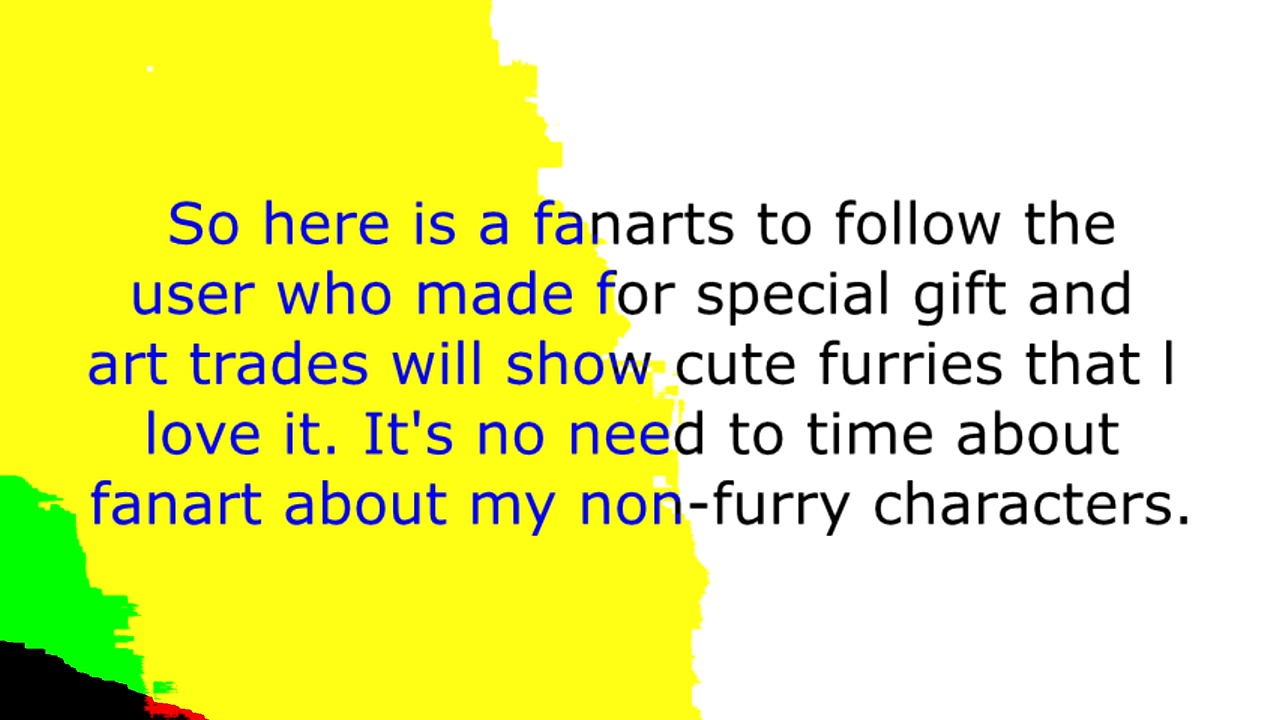 So here is a fanarts to follow the
user who made for special gift and
art trades will show cute furries that l
love it. It's no need to time about
fanart about my non-furry characters.